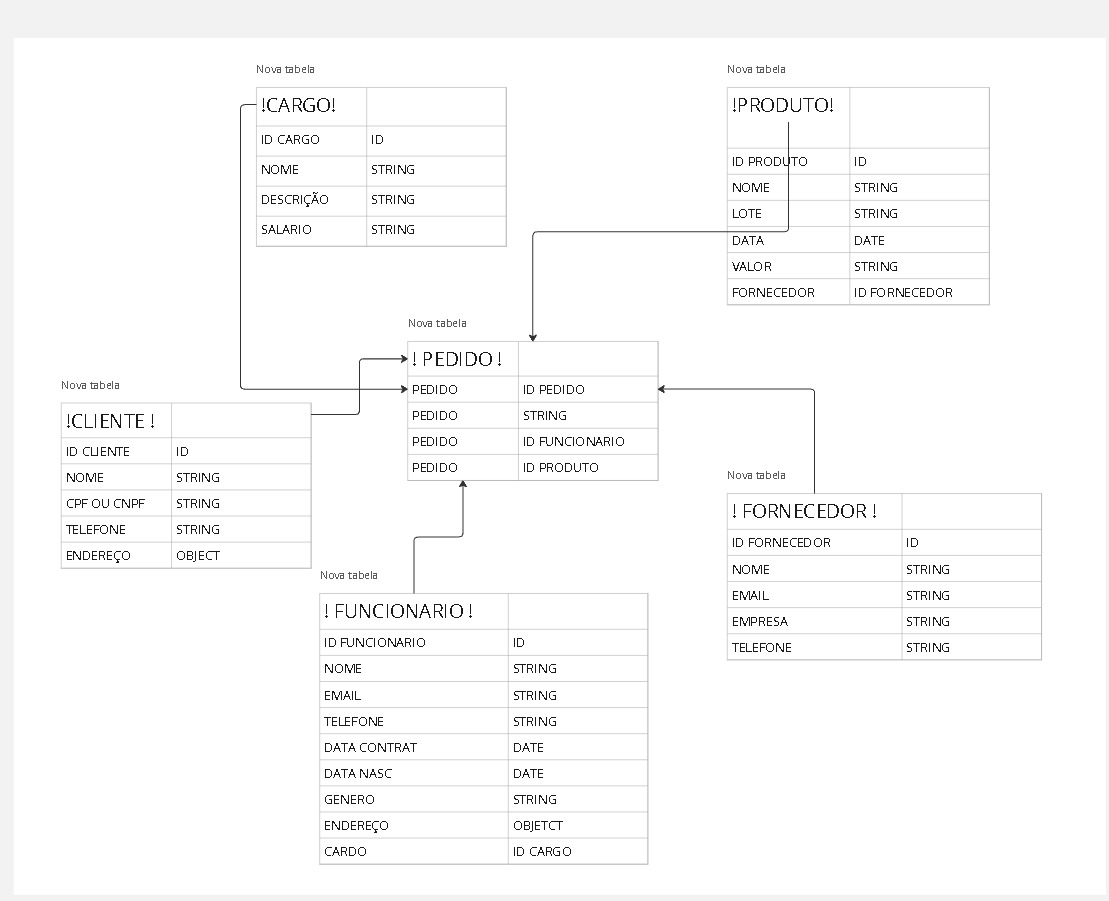 Nova tabela
!CARGO!
ID CARGO ID
NOME STRING
DESCRIÇÃO STRING
SALARIO STRING
Nova tabela
!PRODUTO!
ID PRODUTO ID
NOME STRING
LOTE STRING
DATA DATE
VALOR STRING
FORNECEDOR ID FORNECEDOR
Nova tabela
! PEDIDO !
PEDIDO ID PEDIDO
PEDIDO STRING
PEDIDO ID FUNCIONARIO
PEDIDO ID PRODUTO
Nova tabela
!CLIENTE !
ID CLIENTE ID
NOME STRING
CPF OU CNPF STRING
TELEFONE STRING
ENDEREÇO OBJECT
Nova tabela
! FORNECEDOR !
ID FORNECEDOR ID
NOME STRING
EMAIL STRING
EMPRESA STRING
TELEFONE STRING
Nova tabela
! FUNCIONARIO !
ID FUNCIONARIO ID
NOME STRING
EMAIL STRING
TELEFONE STRING
DATA CONTRAT DATE
DATA NASC DATE
GENERO STRING
ENDEREÇO OBJETCT
CARDO ID CARGO